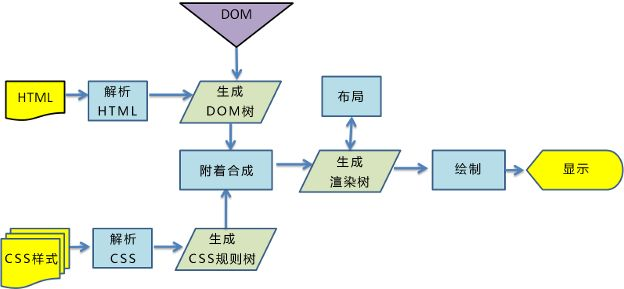 DOM
HTML
解析
HTML
生成
DOM树
布局
附着合成
生成
渲染树
绘制
显示
CSS样式
解析
CSS
生成
CSS规则树